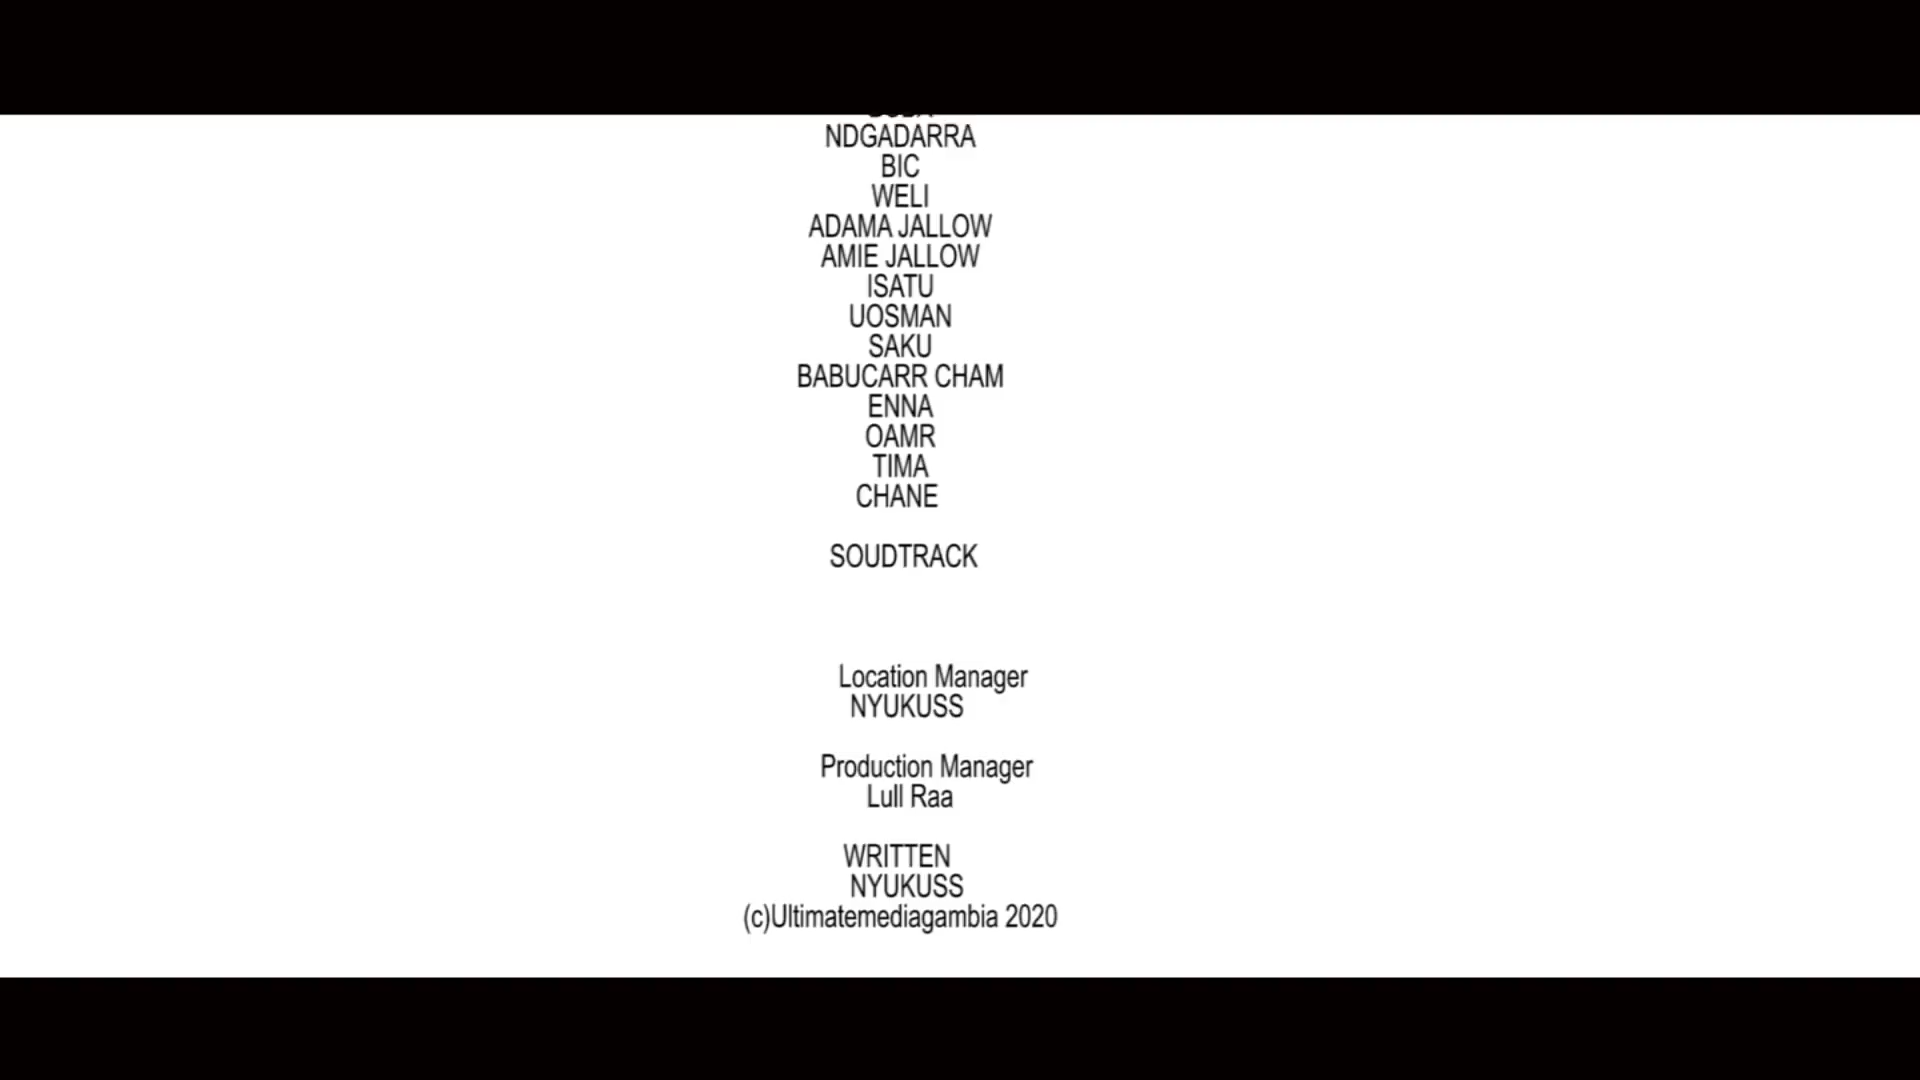 NDGADARRA
BIC
WELI
ADAMA JALLOW
AMIE JALLOW
ISATU
UOSMAN
SAKU
BABUCARR CHAM
ENNA
OAMR
TIMA
CHANE
SOUDTRACK
Location Manager
NYUKUSS
Production Manager
Lull Raa
WRITTEN
NYUKUSS
(c)Ultimatemediagambia 2020